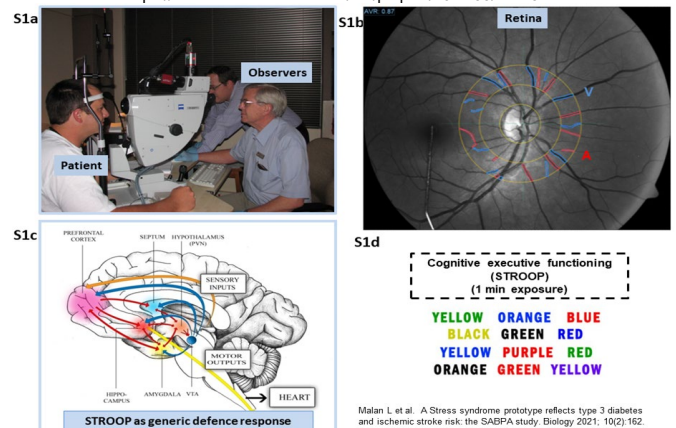 S1a
Observers
Patient
S1b
AVR 0.87
Retina
V
A
S1c
PREFRONTAL
CORTEX
SEPTUM
HYPOTHALAMUS
(PVN)
SENSORY
INPUTS
MOTOR
OUTPUTS
HIPPO-
CAMPUS
AMYGDALA
VTA
HEART
STROOP as generic defence response
S1d
Cognitive executive functioning
(STROOP)
(1 min exposure)
YELLOW ORANGE BLUE
BLACK GREEN RED
YELLOW PURPLE RED
ORANGE GREEN YELLOW
Malan L et al. A Stress syndrome prototype reflects type 3 diabetes
and ischemic stroke risk: the SABPA study. Biology 2021; 10(2):162.